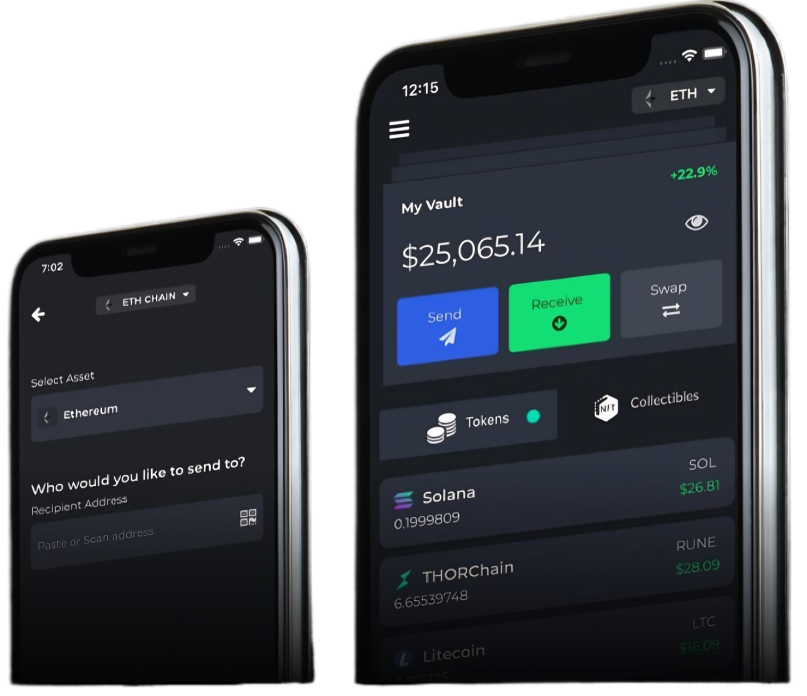 7:02
ETH CHAIN
Select Asset
Ethereum
Who would you like to send to?
Recipient Address
Paste or Scan address
12:15
ETH
+22.9%
My Vault
$25,065.14
Send
Receive
Swap
Tokens
NFT
Collectibles
Solana
SOL
0.1999809
$26.81
THORChain
RUNE
6.65539748
$28.09
Litecoin
LTC
$16.09